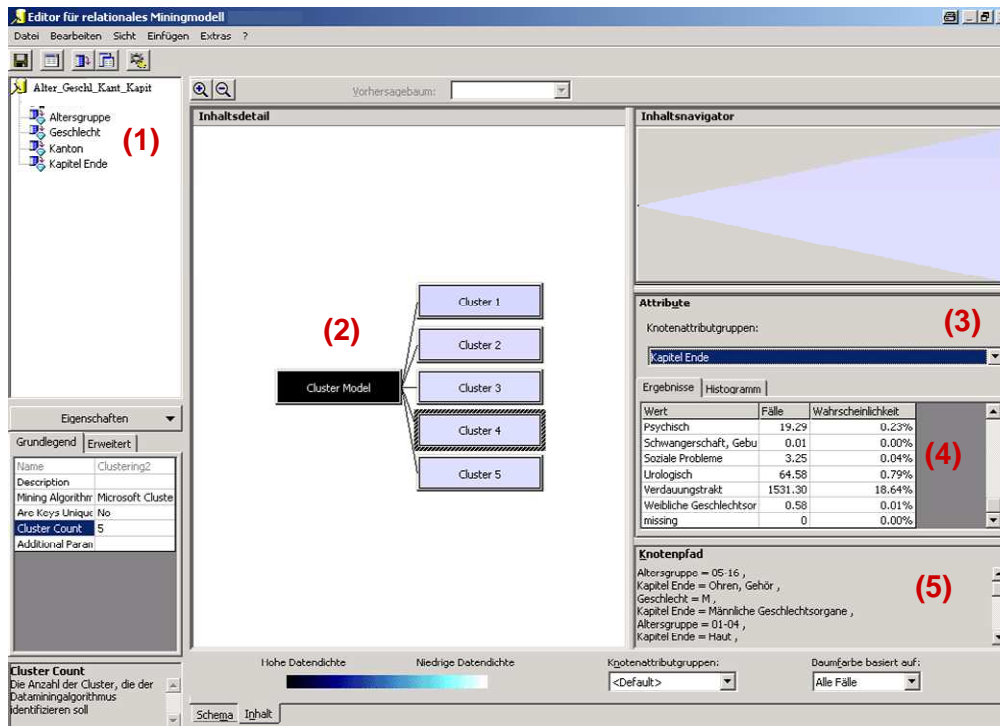 Editor für relationales Miningmodell
Datei Bearbeiten Sicht Einfügen Extras ?
Alter_Geschl_Kant_Kapit
Altersgruppe
Geschlecht
Kanton
Kapitel Ende
(1)
Eigenschaften
Grundlegend Erweitert
Name Clustering2
Description
Mining Algorithm Microsoft Cluste
Are Keys Unique No
Cluster Count 5
Additional Param
Cluster Count
Die Anzahl der Cluster, die der
Dataminingalgorithmus
identifizieren soll
Vorhersagebaum:
Inhaltsdetail
(2)
Cluster Model
Cluster 1
Cluster 2
Cluster 3
Cluster 4
Cluster 5
Inhaltsnavigator
Attribute
(3)
Knotenattributgruppen:
Kapitel Ende
Ergebnisse Histogramm
Wert Fälle Wahrscheinlichkeit
Psychisch 19.29 0.23%
Schwangerschaft, Gebu 0.01 0.00%
Soziale Probleme 3.25 0.04%
Urologisch 64.58 0.79%
Verdauungstrakt 1531.30 18.64%
Weibliche Geschlechtsor 0.58 0.01%
missing 0 0.00%
(4)
Knotenpfad
Altersgruppe = 05-16 ,
Kapitel Ende = Ohren, Gehör ,
Geschlecht = M ,
Kapitel Ende = Männliche Geschlechtsorgane ,
Altersgruppe = 01-04 ,
Kapitel Ende = Haut ,
(5)
Hohe Datendichte Niedrige Datendichte
Knotenattributgruppen:
<Default>
Baumfarbe basiert auf:
Alle Fälle
Schema Inhalt